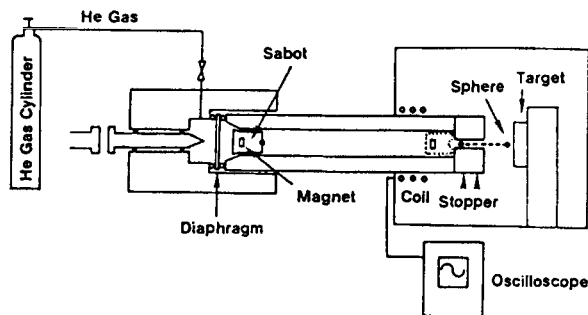 He Gas
He Gas Cylinder
Sabot
Sphere
Target
Magnet
Diaphragm
Coil
Stopper
Oscilloscope